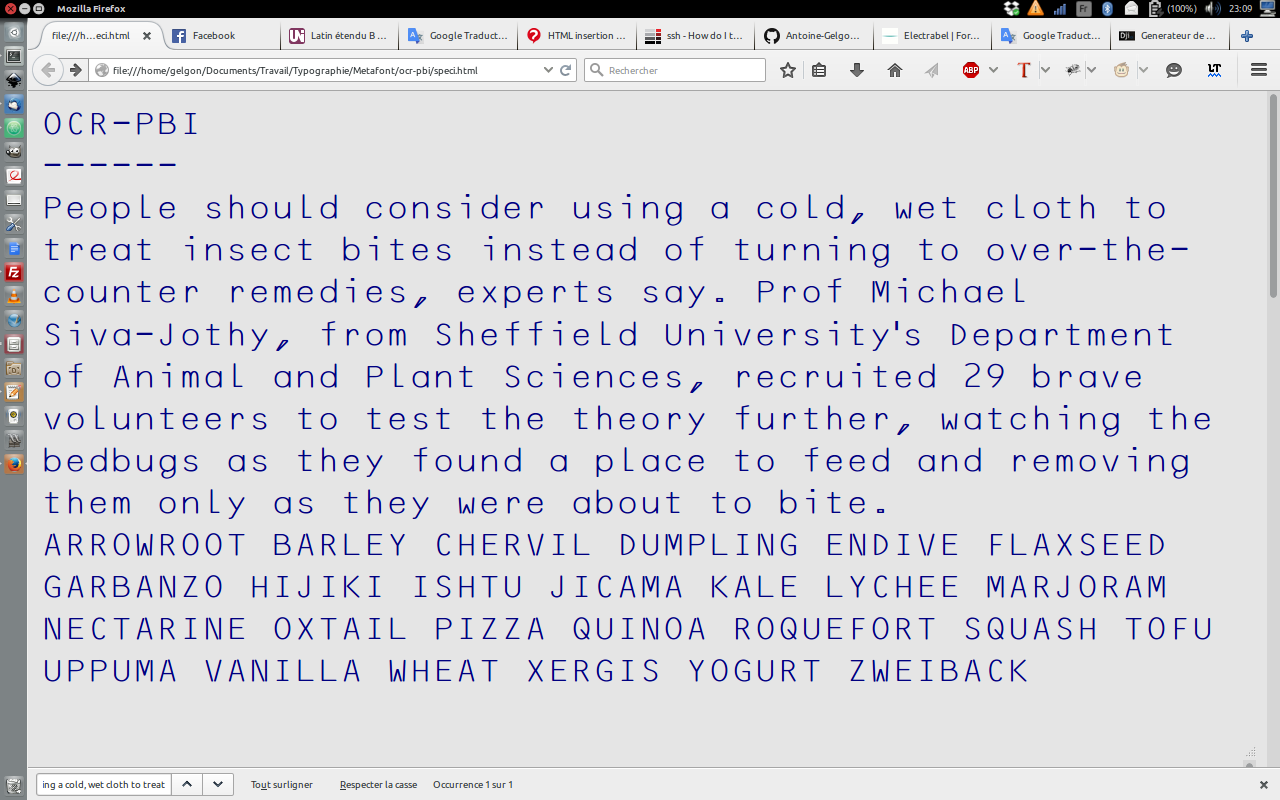 Mozilla Firefox
Fr
(100%)
23:09
file:///h...eci.html
Facebook
Latin étendu B ...
Google Traduct...
HTML insertion ...
ssh - How do I t...
Antoine-Gelgo...
Electrabel | For...
Google Traduct...
Generateur de ...
file:///home/gelgon/Documents/Travail/Typographie/Metafont/ocr-pbi/speci.html
Rechercher
ABP
T
LT
OCR-PBI
------
People should consider using a cold, wet cloth to
treat insect bites instead of turning to over-the-
counter remedies, experts say. Prof Michael
Siva-Jothy, from Sheffield University's Department
of Animal and Plant Sciences, recruited 29 brave
volunteers to test the theory further, watching the
bedbugs as they found a place to feed and removing
them only as they were about to bite.
ARROWROOT BARLEY CHERVIL DUMPLING ENDIVE FLAXSEED
GARBANZO HIJIKI ISHTU JICAMA KALE LYCHEE MARJORAM
NECTARINE OXTAIL PIZZA QUINOA ROQUEFORT SQUASH TOFU
UPPUMA VANILLA WHEAT XERGIS YOGURT ZWEIBACK
ing a cold, wet cloth to treat
Tout surligner
Respecter la casse
Occurrence 1 sur 1